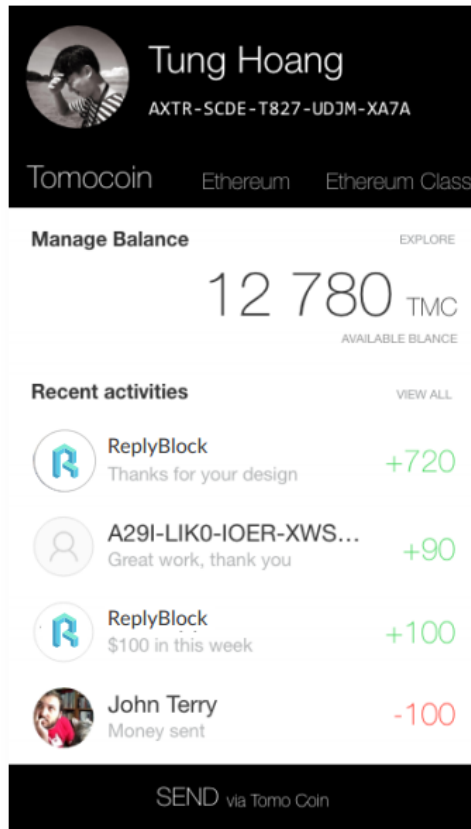 Tung Hoang
AXTR-SCDE-T827-UDJM-XA7A
Tomocoin Ethereum Ethereum Class
Manage Balance EXPLORE
12 780 TMC
AVAILABLE BLANCE
Recent activities VIEW ALL
ReplyBlock
Thanks for your design
+720
A29I-LIK0-IOER-XWS...
Great work, thank you
+90
ReplyBlock
$100 in this week
+100
John Terry
Money sent
-100
SEND via Tomo Coin